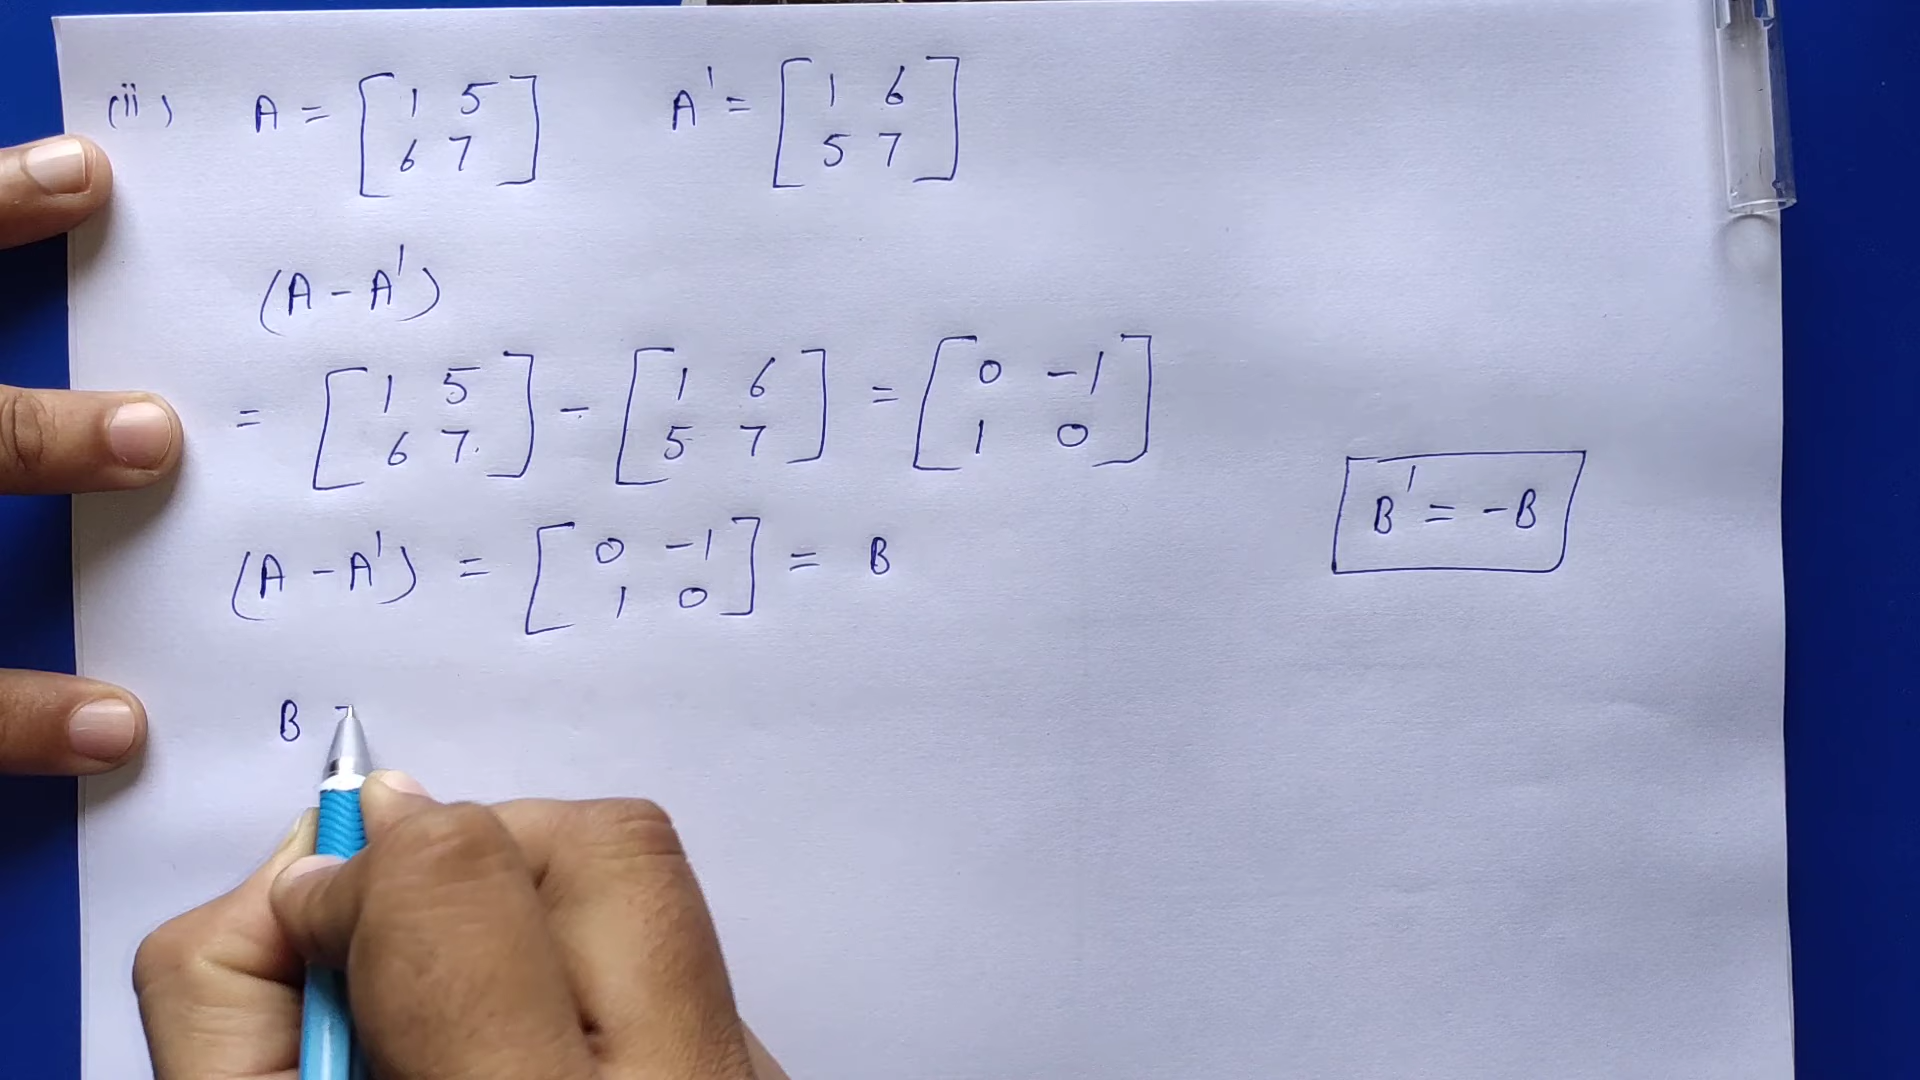 (ii) A = [1 5 6 7] A' = [1 6 5 7]
(A - A')
= [1 5 6 7] - [1 6 5 7] = [0 -1 1 0]
B' = -B
(A - A') = [0 -1 1 0] = B
B